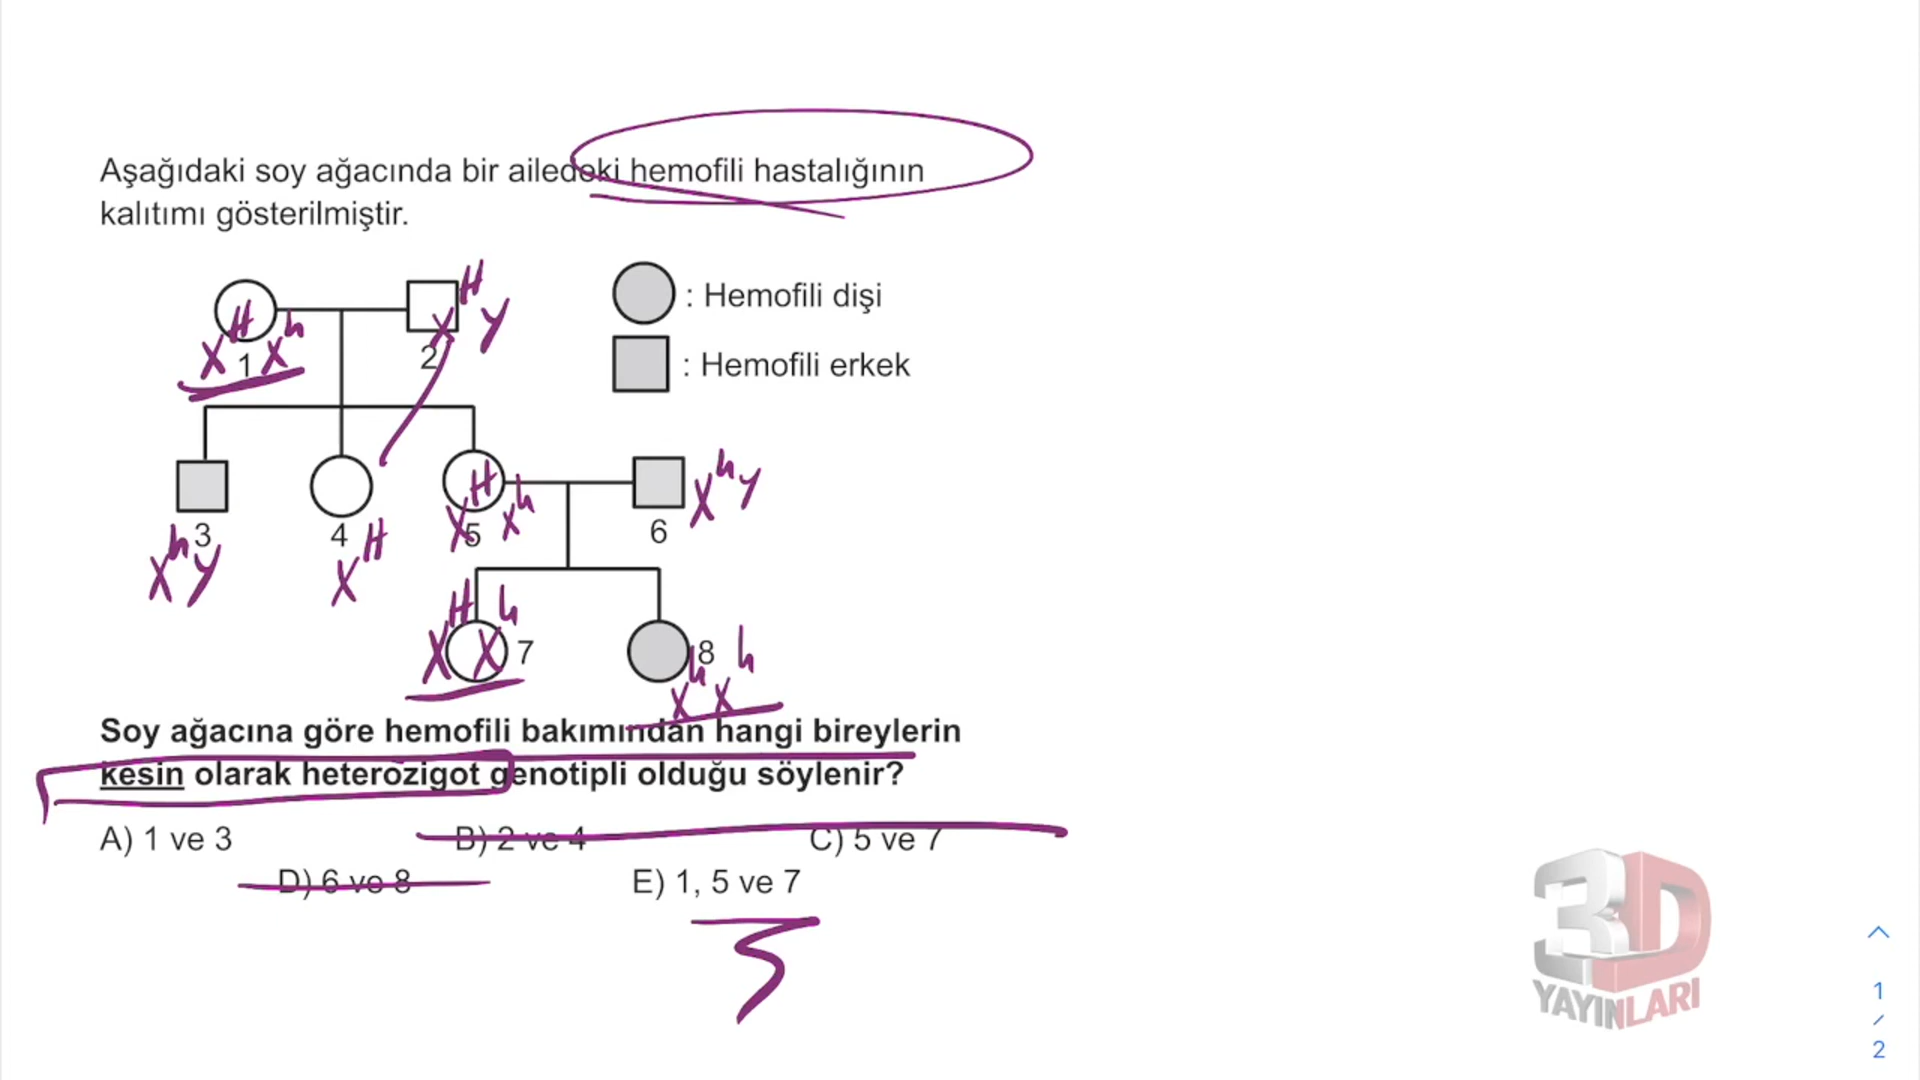 Aşağıdaki soy ağacında bir ailedeki hemofili hastalığının
kalıtımı gösterilmiştir.
X^H X^h
1
X^H y
2
: Hemofili dişi
: Hemofili erkek
3
X^h y
4
X^H
X^H X^h
5
6
X^h y
X^H X^h
7
8
X^h X^h
Soy ağacına göre hemofili bakımından hangi bireylerin
kesin olarak heterozigot genotipli olduğu söylenir?
A) 1 ve 3 B) 2 ve 4 C) 5 ve 7
D) 6 ve 8 E) 1, 5 ve 7
3D
YAYINLARI
1
/
2